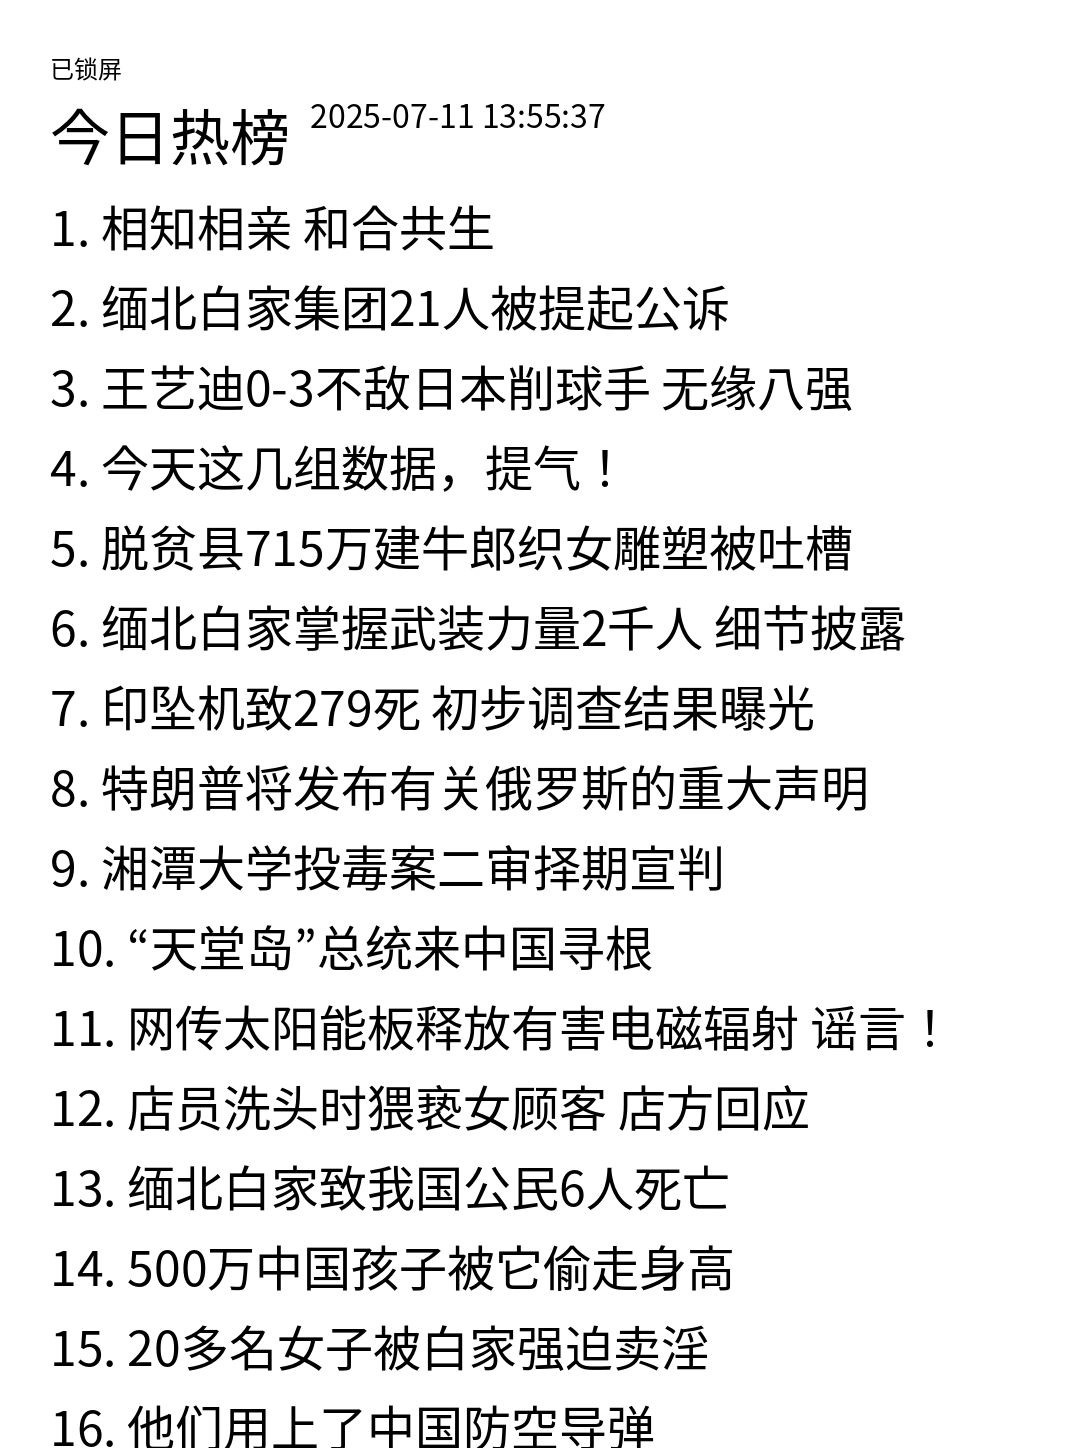 已锁屏
今日热榜 2025-07-11 13:55:37
1. 相知相亲 和合共生
2. 缅北白家集团21人被提起公诉
3. 王艺迪0-3不敌日本削球手 无缘八强
4. 今天这几组数据，提气！
5. 脱贫县715万建牛郎织女雕塑被吐槽
6. 缅北白家掌握武装力量2千人 细节披露
7. 印坠机致279死 初步调查结果曝光
8. 特朗普将发布有关俄罗斯的重大声明
9. 湘潭大学投毒案二审择期宣判
10. “天堂岛”总统来中国寻根
11. 网传太阳能板释放有害电磁辐射 谣言！
12. 店员洗头时猥亵女顾客 店方回应
13. 缅北白家致我国公民6人死亡
14. 500万中国孩子被它偷走身高
15. 20多名女子被白家强迫卖淫
16. 他们用上了中国防空导弹